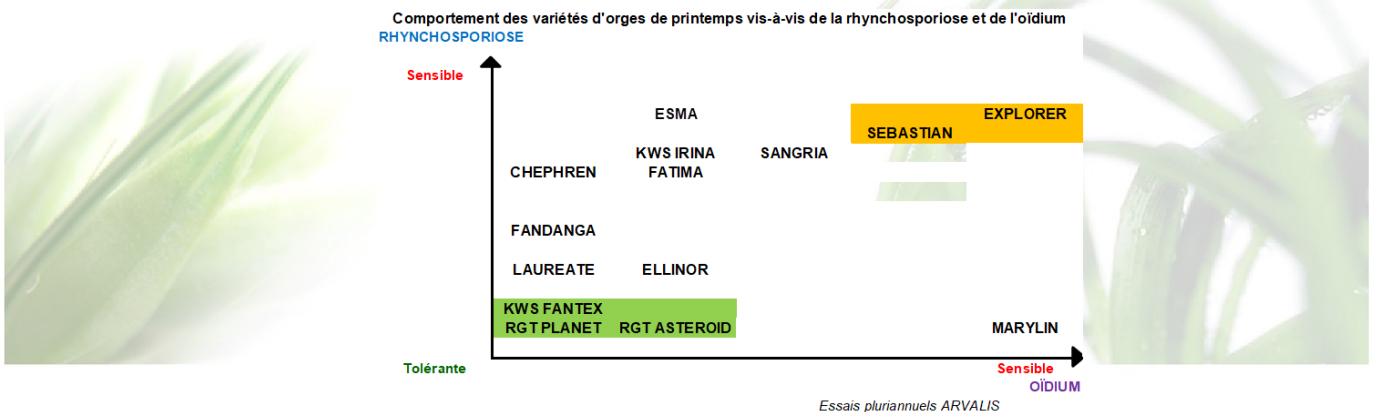 Comportement des variétés d'orges de printemps vis-à-vis de la rhynchosporiose et de l'oïdium
RHYNCHOSPORIOSE
Sensible
ESMA
EXPLORER
SEBASTIAN
KWS IRINA
SANGRIA
CHEPHREN
FATIMA
FANDANGA
LAUREATE
ELLINOR
KWS FANTEX
RGT PLANET
RGT ASTEROID
MARYLIN
Tolérante
Sensible
OÏDIUM
Essais pluriannuels ARVALIS